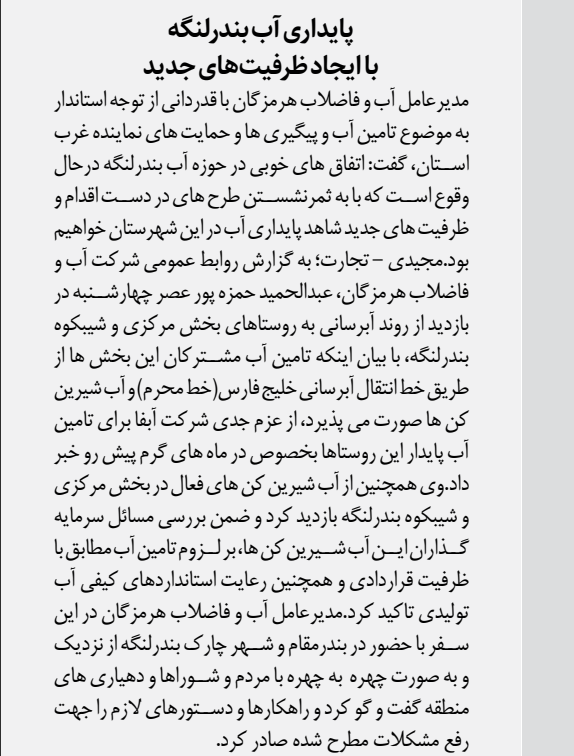 پایداری آب بندرلنگه
با ایجاد ظرفیت‌های جدید
مدیرعامل آب و فاضلاب هرمزگان با قدردانی از توجه استاندار
به موضوع تامین آب و پیگیری ها و حمایت های نماینده غرب
استان، گفت: اتفاق های خوبی در حوزه آب بندرلنگه درحال
وقوع است که با به ثمرنشستن طرح های در دست اقدام و
ظرفیت های جدید شاهد پایداری آب در این شهرستان خواهیم
بود.مجیدی – تجارت؛ به گزارش روابط عمومی شرکت آب و
فاضلاب هرمزگان، عبدالحمید حمزه پور عصر چهارشنبه در
بازدید از روند آبرسانی به روستاهای بخش مرکزی و شیبکوه
بندرلنگه، با بیان اینکه تامین آب مشترکان این بخش ها از
طریق خط انتقال آبرسانی خلیج فارس(خط محرم)و آب شیرین
کن ها صورت می پذیرد، از عزم جدی شرکت آبفا برای تامین
آب پایدار این روستاها بخصوص در ماه های گرم پیش رو خبر
داد.وی همچنین از آب شیرین کن های فعال در بخش مرکزی
و شیبکوه بندرلنگه بازدید کرد و ضمن بررسی مسائل سرمایه
گذاران این آب شیرین کن ها، بر لزوم تامین آب مطابق با
ظرفیت قراردادی و همچنین رعایت استانداردهای کیفی آب
تولیدی تاکید کرد.مدیرعامل آب و فاضلاب هرمزگان در این
سفر با حضور در بندرمقام و شهر چارک بندرلنگه از نزدیک
و به صورت چهره به چهره با مردم و شوراها و دهیاری های
منطقه گفت و گو کرد و راهکارها و دستورهای لازم را جهت
رفع مشکلات مطرح شده صادر کرد.